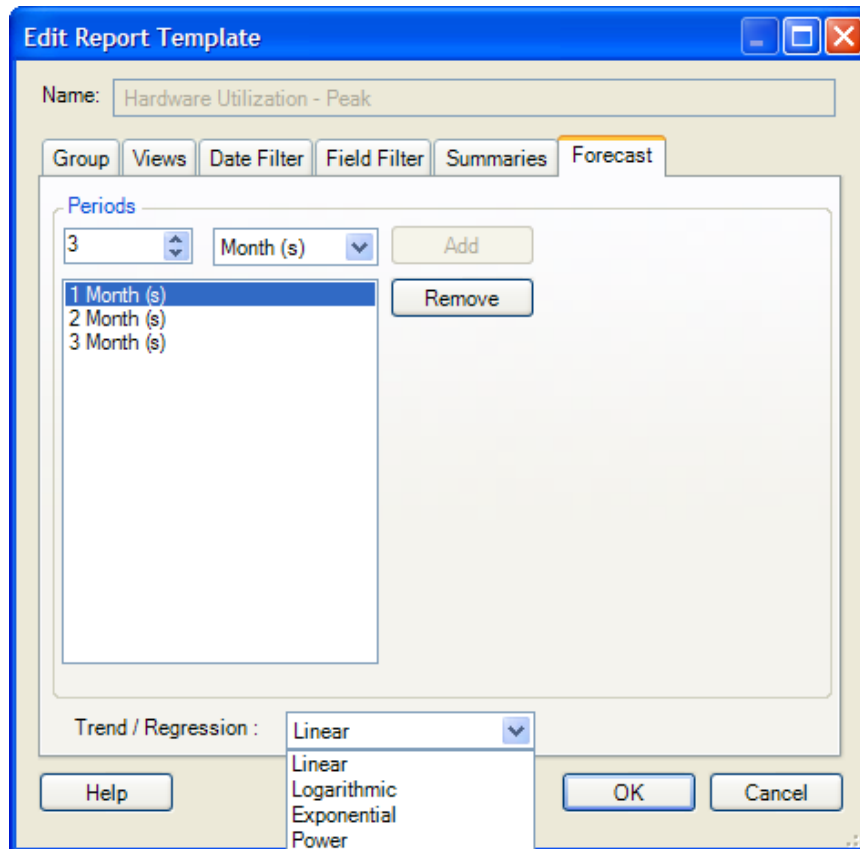 Edit Report Template
Name: Hardware Utilization - Peak
Group Views Date Filter Field Filter Summaries Forecast
Periods
3 Month (s) Add
1 Month (s) Remove
2 Month (s)
3 Month (s)
Trend / Regression : Linear
Linear
Logarithmic
Exponential
Power
Help OK Cancel